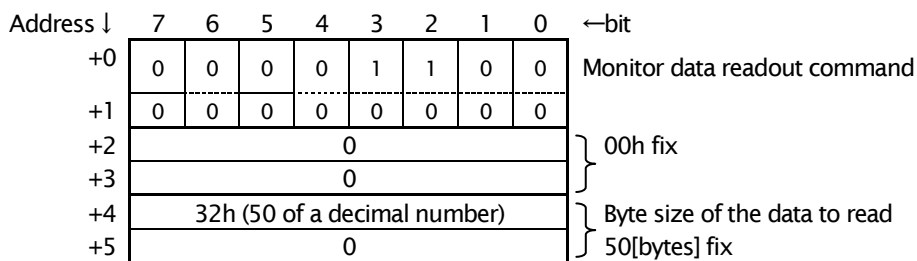 Address ↓ 7 6 5 4 3 2 1 0 ←bit
+0 0 0 0 0 1 1 0 0 Monitor data readout command
+1 0 0 0 0 0 0 0 0
+2 0 00h fix
+3 0
+4 32h (50 of a decimal number) Byte size of the data to read
+5 0 50[bytes] fix